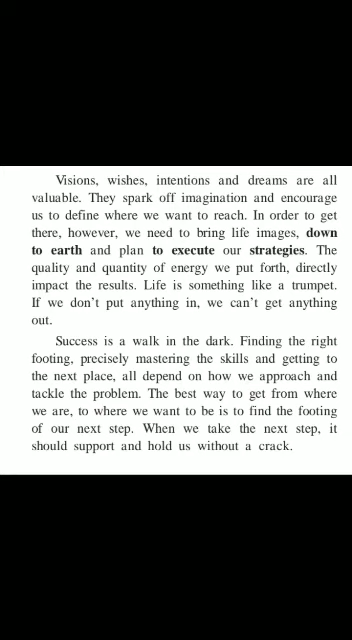 Visions, wishes, intentions and dreams are all
valuable. They spark off imagination and encourage
us to define where we want to reach. In order to get
there, however, we need to bring life images, down
to earth and plan to execute our strategies. The
quality and quantity of energy we put forth, directly
impact the results. Life is something like a trumpet.
If we don't put anything in, we can't get anything
out.
Success is a walk in the dark. Finding the right
footing, precisely mastering the skills and getting to
the next place, all depend on how we approach and
tackle the problem. The best way to get from where
we are, to where we want to be is to find the footing
of our next step. When we take the next step, it
should support and hold us without a crack.